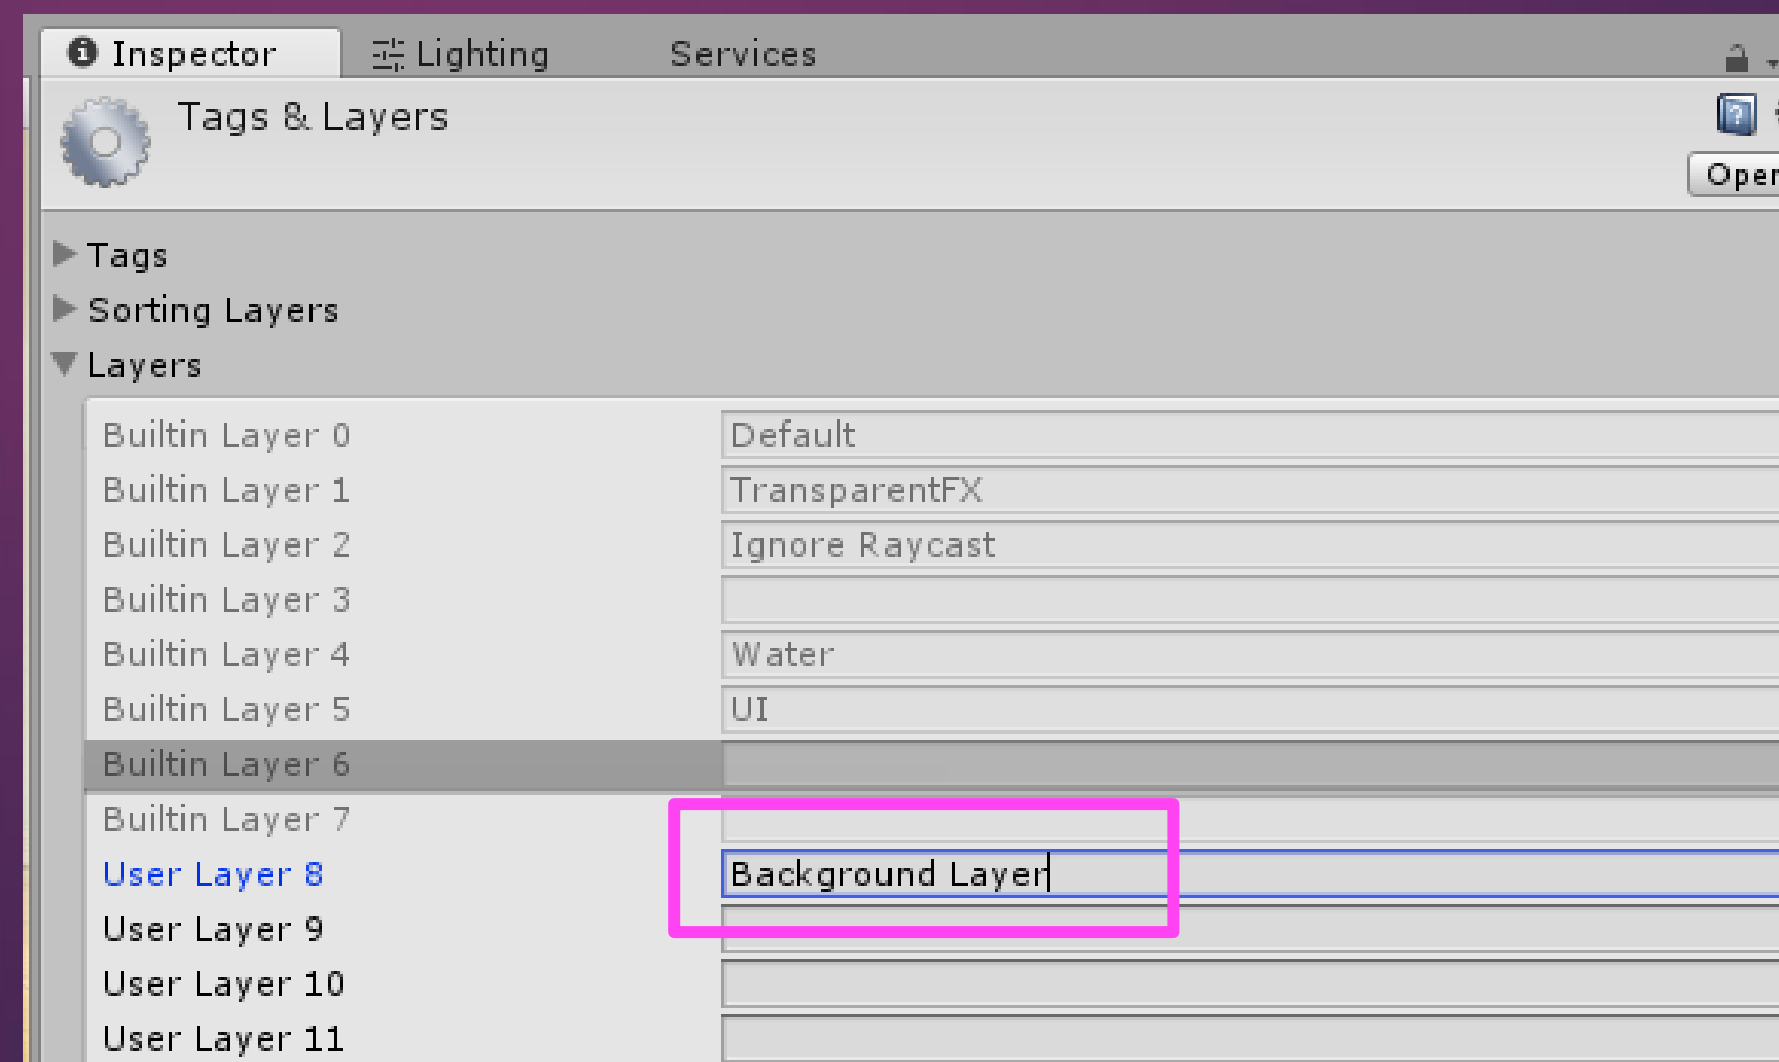 Inspector Lighting Services
Tags & Layers
Open
Tags
Sorting Layers
Layers
Builtin Layer 0 Default
Builtin Layer 1 TransparentFX
Builtin Layer 2 Ignore Raycast
Builtin Layer 3
Builtin Layer 4 Water
Builtin Layer 5 UI
Builtin Layer 6
Builtin Layer 7
User Layer 8 Background Layer
User Layer 9
User Layer 10
User Layer 11